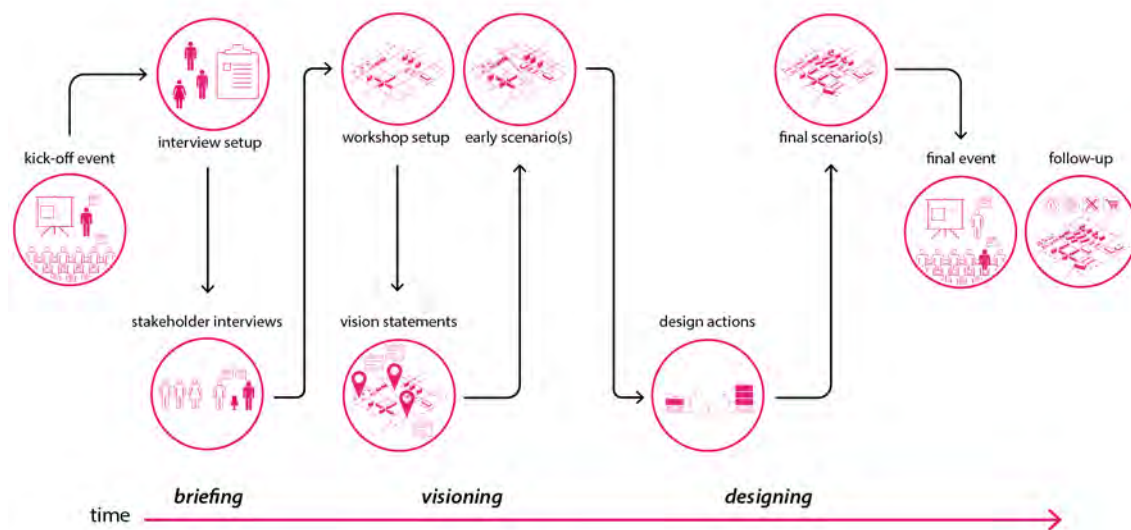 interview setup
workshop setup
early scenario(s)
final scenario(s)
kick-off event
final event
follow-up
stakeholder interviews
vision statements
design actions
briefing
visioning
designing
time